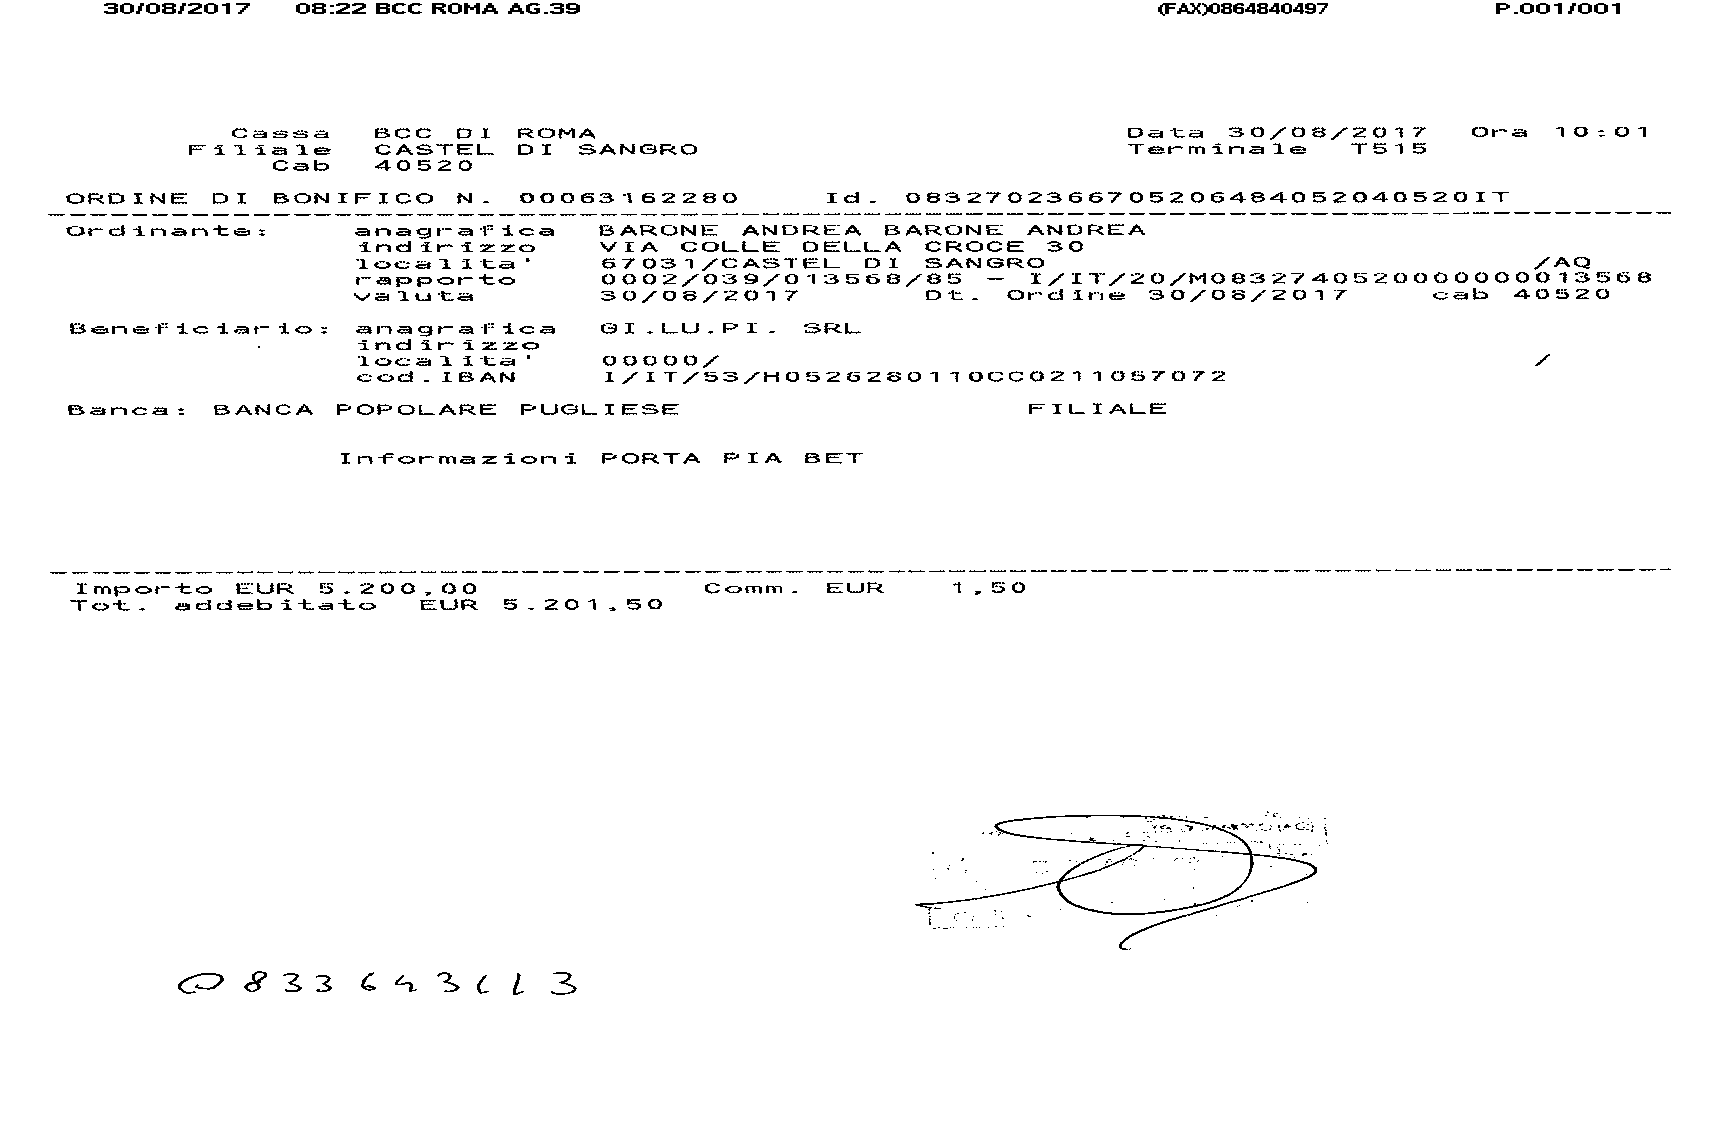 30/08/2017 08:22 BCC ROMA AG.39 (FAX)0864840497 P.001/001
Cassa BCC DI ROMA Data 30/08/2017 Ora 10:01
Filiale CASTEL DI SANGRO Terminale T515
Cab 40520
ORDINE DI BONIFICO N. 00063162280 Id. 0832702366705206484052040520IT
Ordinante: anagrafica BARONE ANDREA BARONE ANDREA
indirizzo VIA COLLE DELLA CROCE 30
localita' 67031/CASTEL DI SANGRO /AQ
rapporto 0002/039/013568/85 - I/IT/20/M0832740520000000013568
valuta 30/08/2017 Dt. Ordine 30/08/2017 cab 40520
Beneficiario: anagrafica GI.LU.PI. SRL
indirizzo
localita' 00000/ /
cod.IBAN I/IT/53/H0526280110CC0211057072
Banca: BANCA POPOLARE PUGLIESE FILIALE
Informazioni PORTA PIA BET
Importo EUR 5.200,00 Comm. EUR 1,50
Tot. addebitato EUR 5.201,50
0833643113